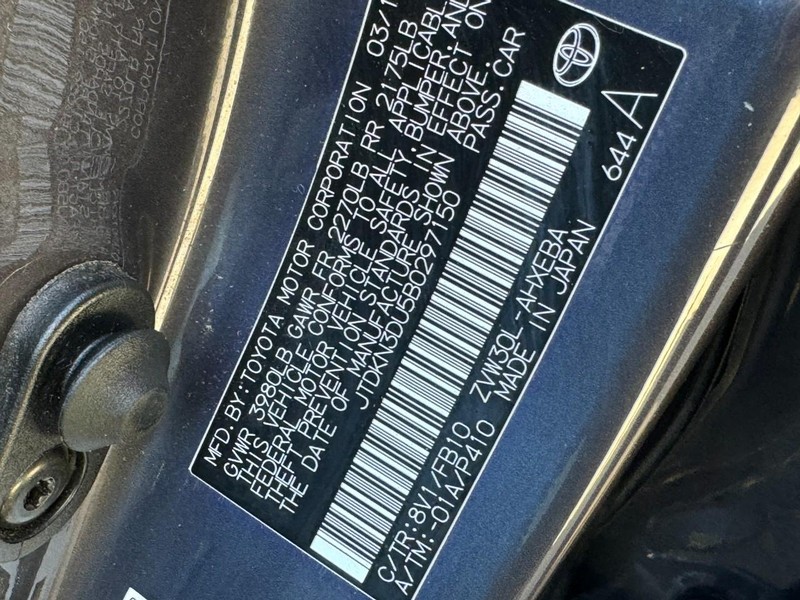 MFD. BY: TOYOTA MOTOR CORPORATION 03/1
GVWR 3980LB GAWR FR 2270LB RR 2175LB
THIS VEHICLE CONFORMS TO ALL APPLICABL
FEDERAL MOTOR VEHICLE SAFETY, BUMPER, AND
THEFT PREVENTION STANDARDS IN EFFECT ON
THE DATE OF MANUFACTURE SHOWN ABOVE.
JTDKN3DU5B0297150 PASS. CAR
C/TR: 8V1/FB10 ZVW30L-AHXEBA
A/TM: -01A/P410 MADE IN JAPAN
644 A